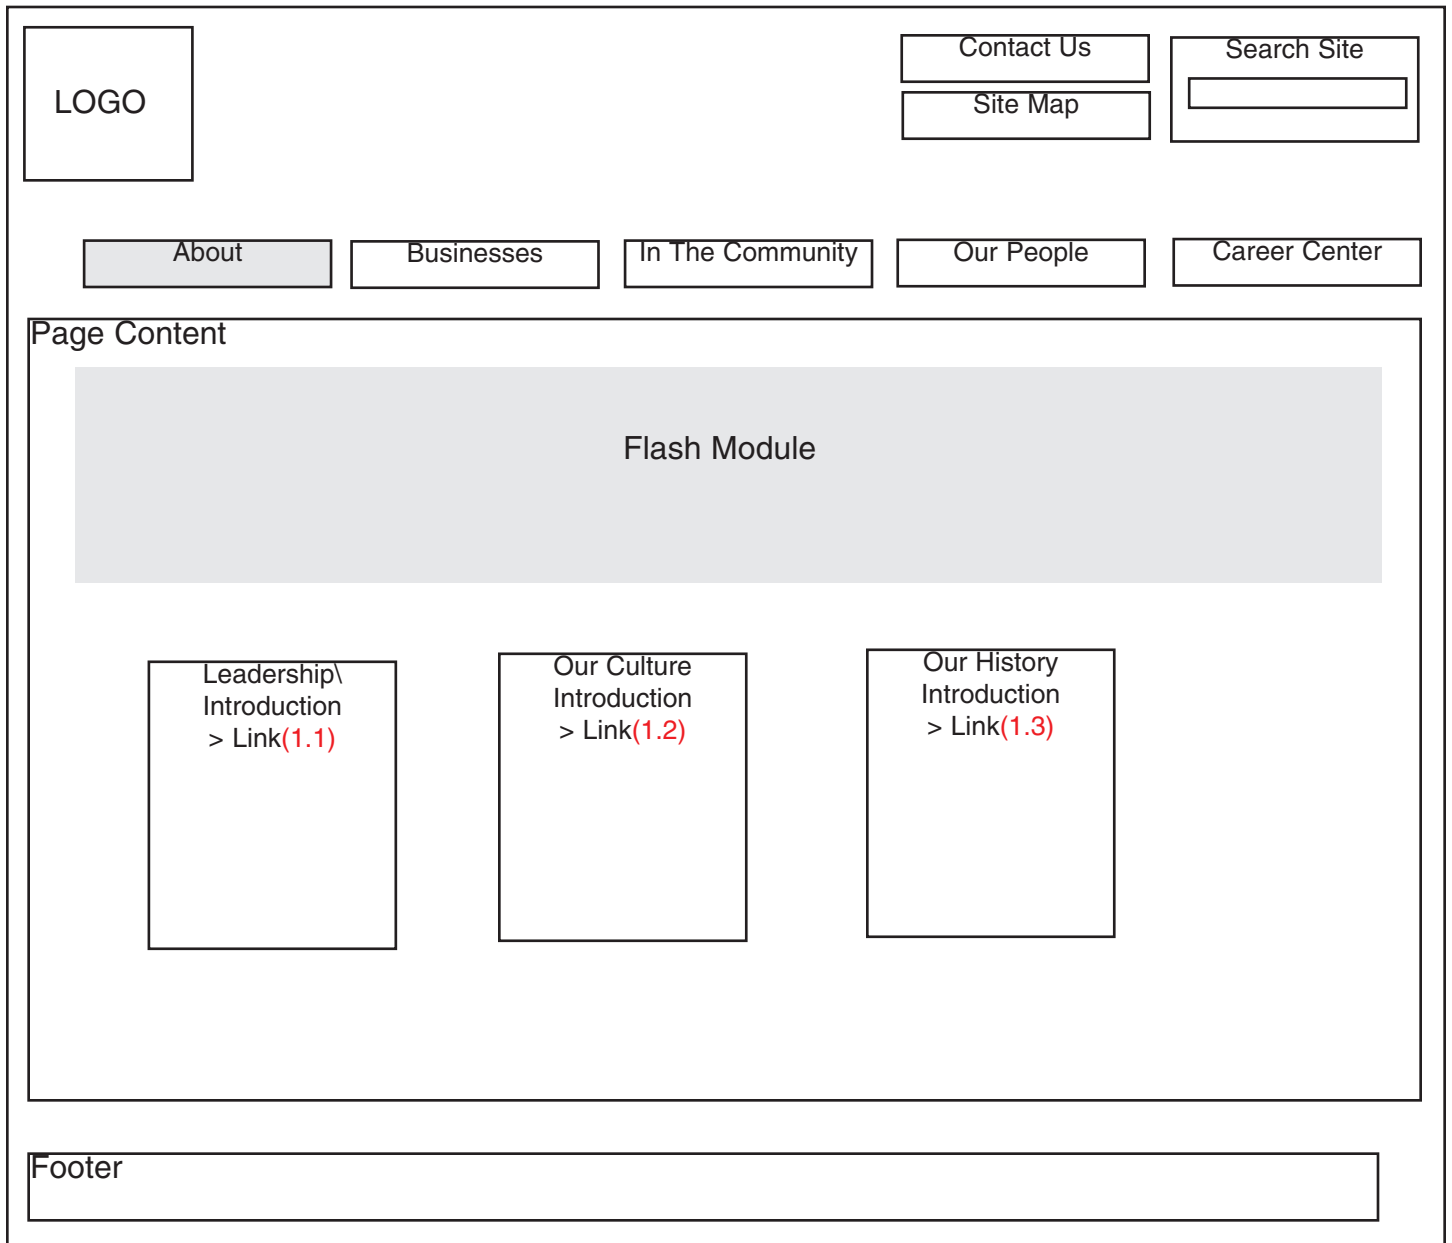 LOGO
Contact Us
Site Map
Search Site
About
Businesses
In The Community
Our People
Career Center
Page Content
Flash Module
Leadership\
Introduction
> Link(1.1)
Our Culture
Introduction
> Link(1.2)
Our History
Introduction
> Link(1.3)
Footer